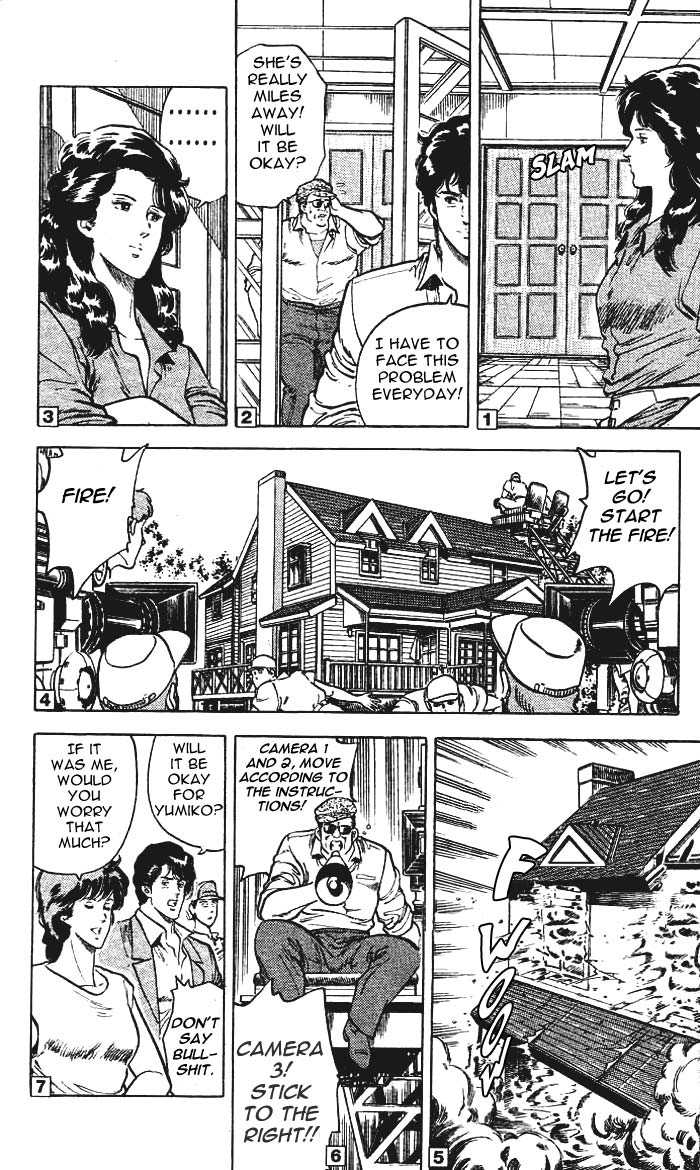 SLAM
1
SHE'S
REALLY
MILES
AWAY!
WILL
IT BE
OKAY?
I HAVE TO
FACE THIS
PROBLEM
EVERYDAY!
2
......
......
3
LET'S
GO!
START
THE FIRE!
FIRE!
4
FWOOM
5
CAMERA 1
AND 2, MOVE
ACCORDING TO
THE INSTRUC-
TIONS!
CAMERA
3!
STICK
TO THE
RIGHT!!
6
WILL
IT BE
OKAY
FOR
YUMIKO?
IF IT
WAS ME,
WOULD
YOU
WORRY
THAT
MUCH?
DON'T
SAY
BULL-
SHIT.
7